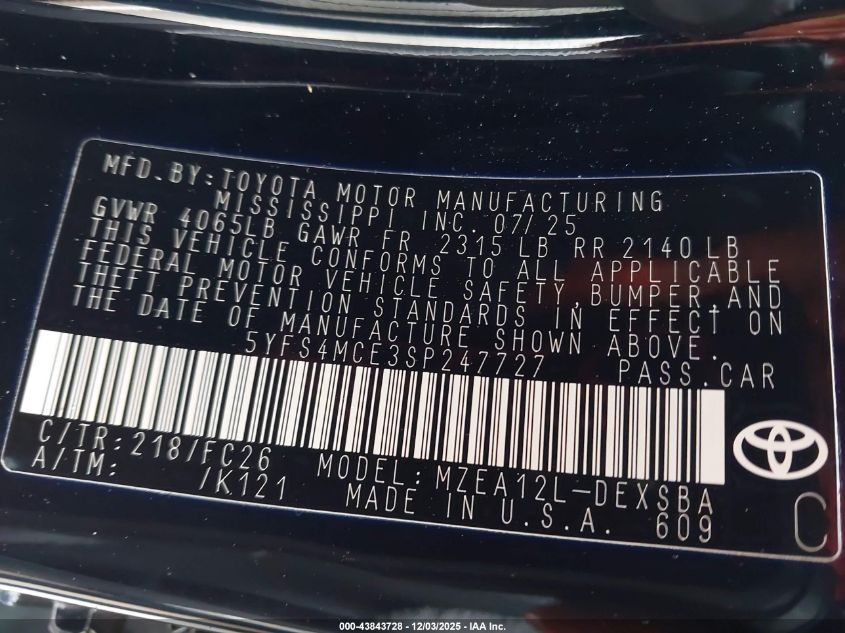 MFD.BY:TOYOTA MOTOR MANUFACTURING
MISSISSIPPI INC. 07/25
GVWR 4065LB GAWR FR 2315 LB RR 2140 LB
THIS VEHICLE CONFORMS TO ALL APPLICABLE
FEDERAL MOTOR VEHICLE SAFETY,BUMPER,AND
THEFT PREVENTION STANDARDS IN EFFECT ON
THE DATE OF MANUFACTURE SHOWN ABOVE.
5YFS4MCE3SP247727 PASS.CAR
C/TR:218/FC26 MODEL:MZEA12L-DEXSBA
A/TM: /K121 MADE IN U.S.A. 609
C
000-43843728 - 12/03/2025 - IAA Inc.